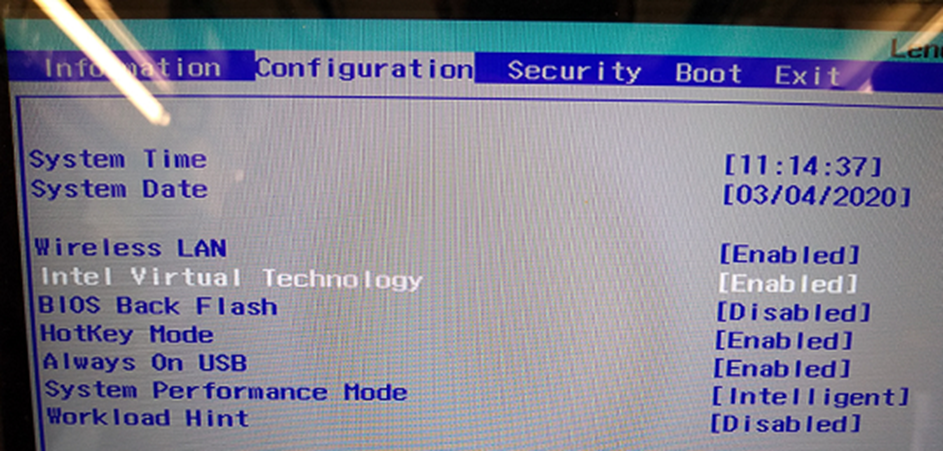 Information Configuration Security Boot Exit
System Time [11:14:37]
System Date [03/04/2020]
Wireless LAN [Enabled]
Intel Virtual Technology [Enabled]
BIOS Back Flash [Disabled]
HotKey Mode [Enabled]
Always On USB [Enabled]
System Performance Mode [Intelligent]
Workload Hint [Disabled]